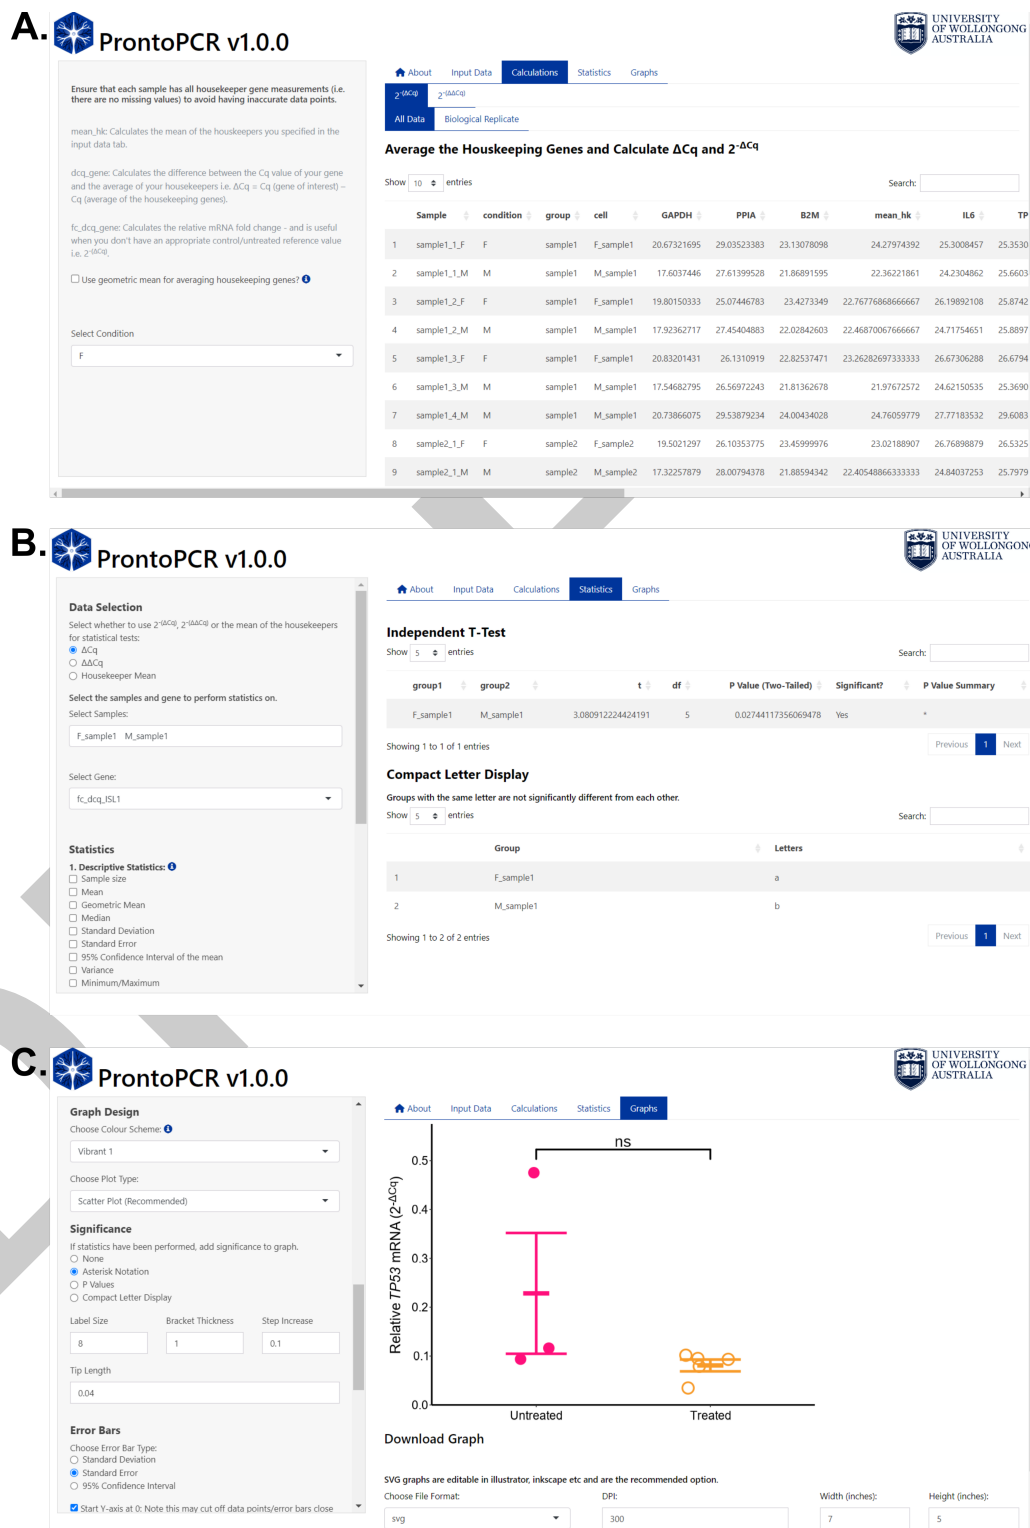 A.
ProntoPCR v1.0.0
UNIVERSITY
OF WOLLONGONG
AUSTRALIA
Ensure that each sample has all housekeeper gene measurements (i.e.
there are no missing values) to avoid having inaccurate data points.
mean_hk: Calculates the mean of the houskeepers you specified in the
input data tab.
dcq_gene: Calculates the difference between the Cq value of your gene
and the average of your housekeepers i.e. ΔCq = Cq (gene of interest) –
Cq (average of the housekeeping genes).
fc_dcq_gene: Calculates the relative mRNA fold change - and is useful
when you don't have an appropriate control/untreated reference value
i.e. 2-(ΔCq).
Use geometric mean for averaging housekeeping genes?
Select Condition
F
About Input Data Calculations Statistics Graphs
2-(ΔCq) 2-(ΔΔCq)
All Data Biological Replicate
Average the Houskeeping Genes and Calculate ΔCq and 2-ΔCq
Show 10 entries Search:
Sample condition group cell GAPDH PPIA B2M mean_hk IL6 TP
1 sample1_1_F F sample1 F_sample1 20.67321695 29.03523383 23.13078098 24.27974392 25.3008457 25.3530
2 sample1_1_M M sample1 M_sample1 17.6037446 27.61399528 21.86891595 22.36221861 24.2304862 25.6603
3 sample1_2_F F sample1 F_sample1 19.80150333 25.07446783 23.4273349 22.76776868666667 26.19892108 25.8742
4 sample1_2_M M sample1 M_sample1 17.92362717 27.45404883 22.02842603 22.46870067666667 24.71754651 25.8897
5 sample1_3_F F sample1 F_sample1 20.83201431 26.1310919 22.82537471 23.26282697333333 26.67306288 26.6794
6 sample1_3_M M sample1 M_sample1 17.54682795 26.56972243 21.81362678 21.97672572 24.62150535 25.3690
7 sample1_4_M M sample1 M_sample1 20.73866075 29.53879234 24.00434028 24.76059779 27.77183532 29.6083
8 sample2_1_F F sample2 F_sample2 19.5021297 26.10353775 23.45999976 23.02188907 26.76898879 26.5325
9 sample2_1_M M sample2 M_sample2 17.32257879 28.00794378 21.88594342 22.40548866333333 24.84037253 25.7979
B.
ProntoPCR v1.0.0
UNIVERSITY
OF WOLLONGONG
AUSTRALIA
Data Selection
Select whether to use 2-(ΔCq), 2-(ΔΔCq) or the mean of the housekeepers
for statistical tests:
ΔCq
ΔΔCq
Housekeeper Mean
Select the samples and gene to perform statistics on.
Select Samples:
F_sample1 M_sample1
Select Gene:
fc_dcq_ISL1
Statistics
1. Descriptive Statistics:
Sample size
Mean
Geometric Mean
Median
Standard Deviation
Standard Error
95% Confidence Interval of the mean
Variance
Minimum/Maximum
About Input Data Calculations Statistics Graphs
Independent T-Test
Show 5 entries Search:
group1 group2 t df P Value (Two-Tailed) Significant? P Value Summary
F_sample1 M_sample1 3.080912224424191 5 0.02744117356069478 Yes *
Showing 1 to 1 of 1 entries Previous 1 Next
Compact Letter Display
Groups with the same letter are not significantly different from each other.
Show 5 entries Search:
Group Letters
1 F_sample1 a
2 M_sample1 b
Showing 1 to 2 of 2 entries Previous 1 Next
C.
ProntoPCR v1.0.0
UNIVERSITY
OF WOLLONGONG
AUSTRALIA
Graph Design
Choose Colour Scheme:
Vibrant 1
Choose Plot Type:
Scatter Plot (Recommended)
Significance
If statistics have been performed, add significance to graph.
None
Asterisk Notation
P Values
Compact Letter Display
Label Size Bracket Thickness Step Increase
8 1 0.1
Tip Length
0.04
Error Bars
Choose Error Bar Type:
Standard Deviation
Standard Error
95% Confidence Interval
Start Y-axis at 0: Note this may cut off data points/error bars close
About Input Data Calculations Statistics Graphs
Relative TP53 mRNA (2-ΔCq)
ns
0.5
0.4
0.3
0.2
0.1
0.0
Untreated Treated
Download Graph
SVG graphs are editable in illustrator, inkscape etc and are the recommended option.
Choose File Format: DPI: Width (inches): Height (inches):
svg 300 7 5